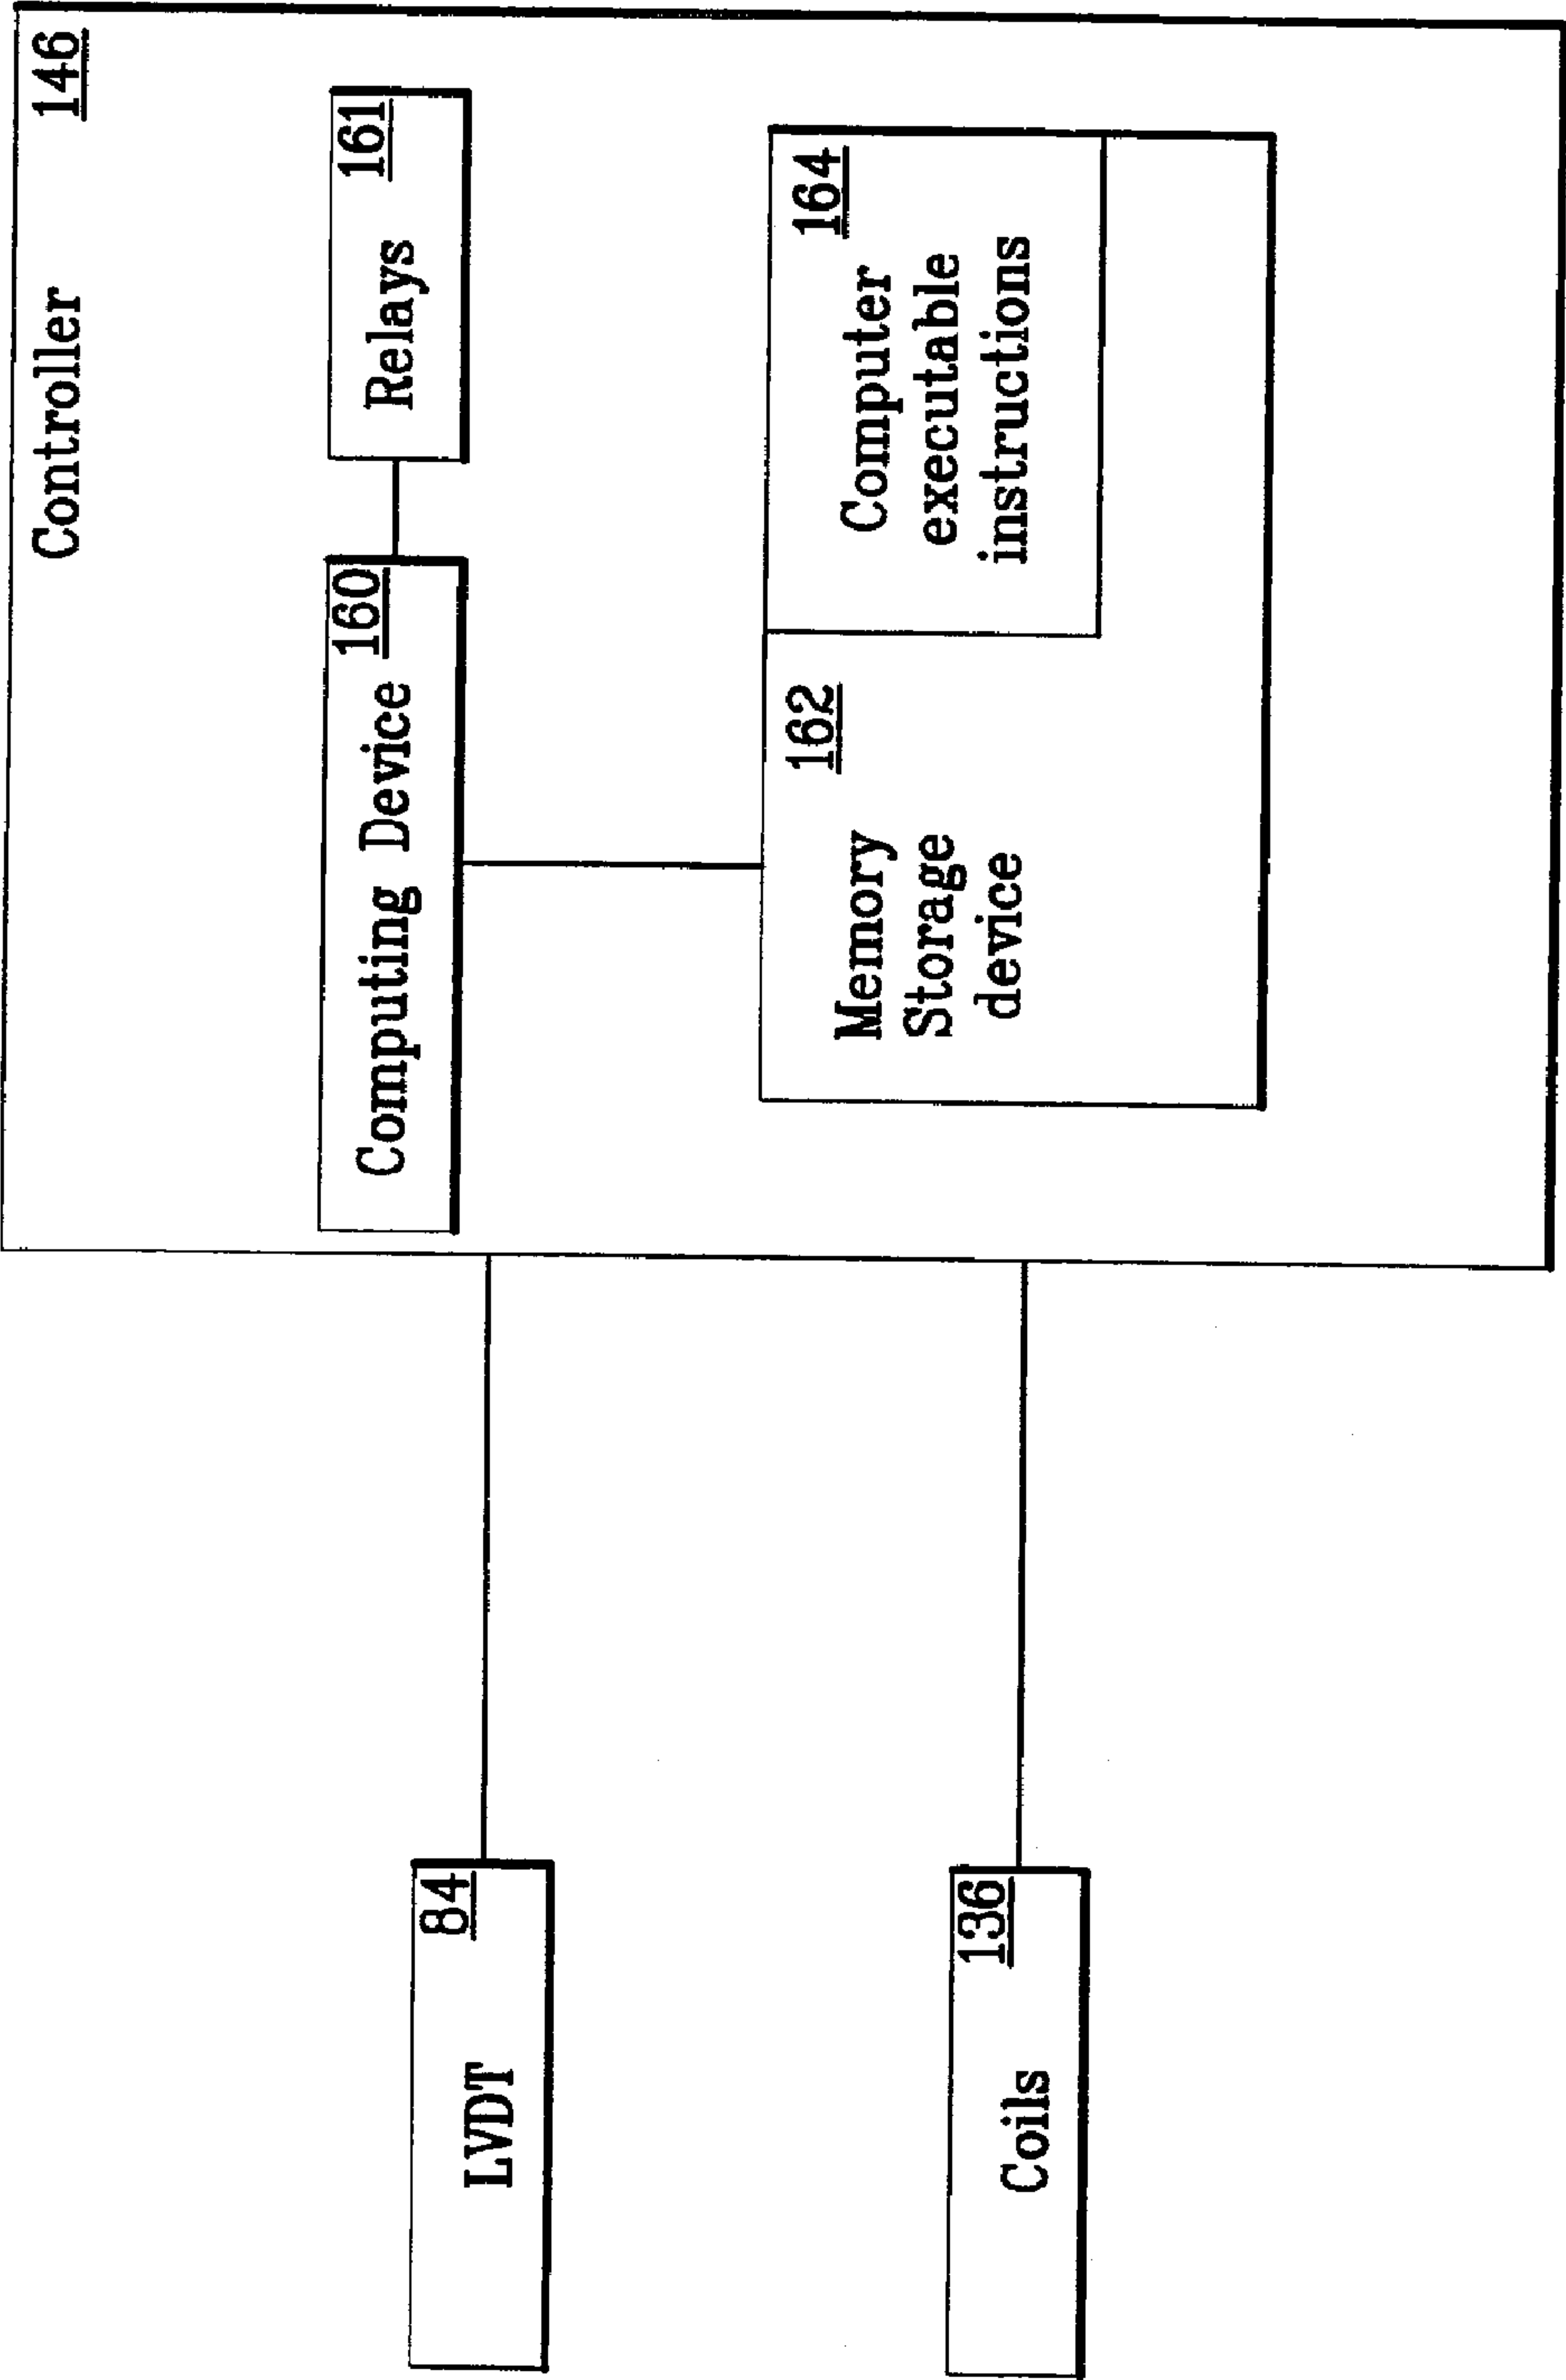 Controller
146
Computing Device
160
Relays
161
Memory
Storage
device
162
Computer
executable
instructions
164
LVDT
84
Coils
136